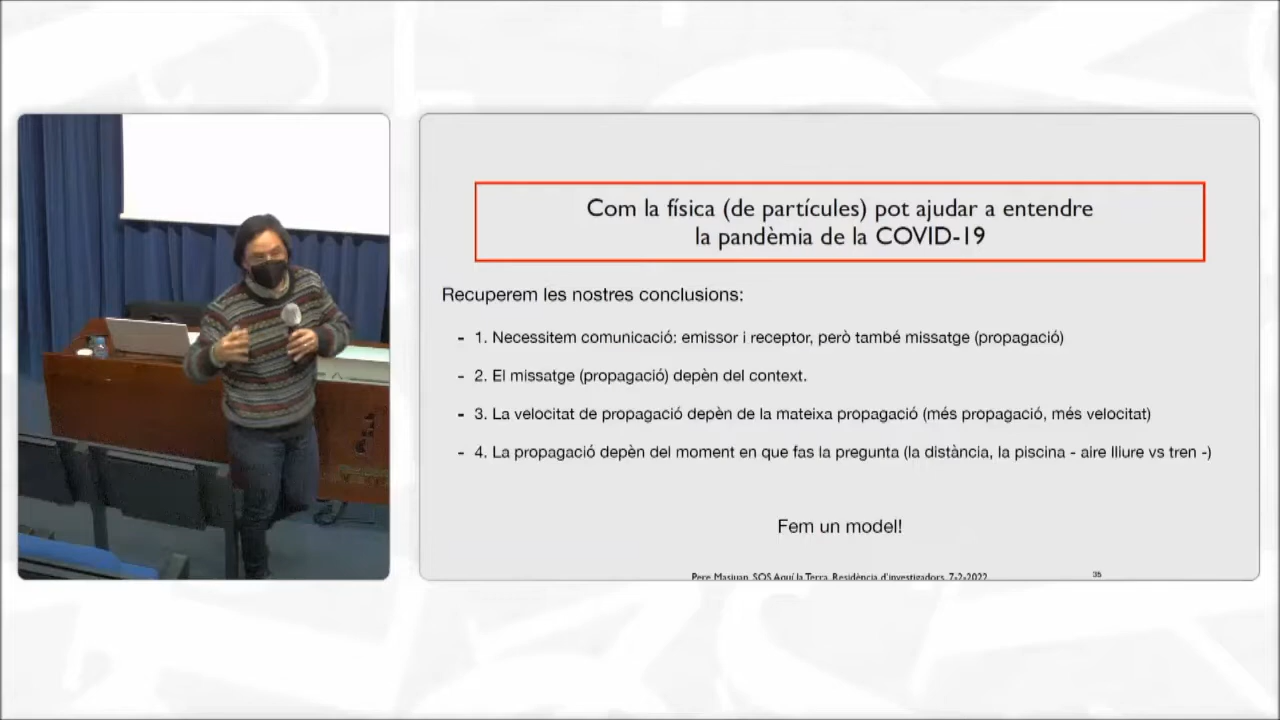 Com la física (de partícules) pot ajudar a entendre
la pandèmia de la COVID-19
Recuperem les nostres conclusions:
- 1. Necessitem comunicació: emissor i receptor, però també missatge (propagació)
- 2. El missatge (propagació) depèn del context.
- 3. La velocitat de propagació depèn de la mateixa propagació (més propagació, més velocitat)
- 4. La propagació depèn del moment en que fas la pregunta (la distància, la piscina - aire lliure vs tren -)
Fem un model!
Pere Masjuan, SOS Aquí la Terra, Residència d'investigadors, 7-2-2022
35